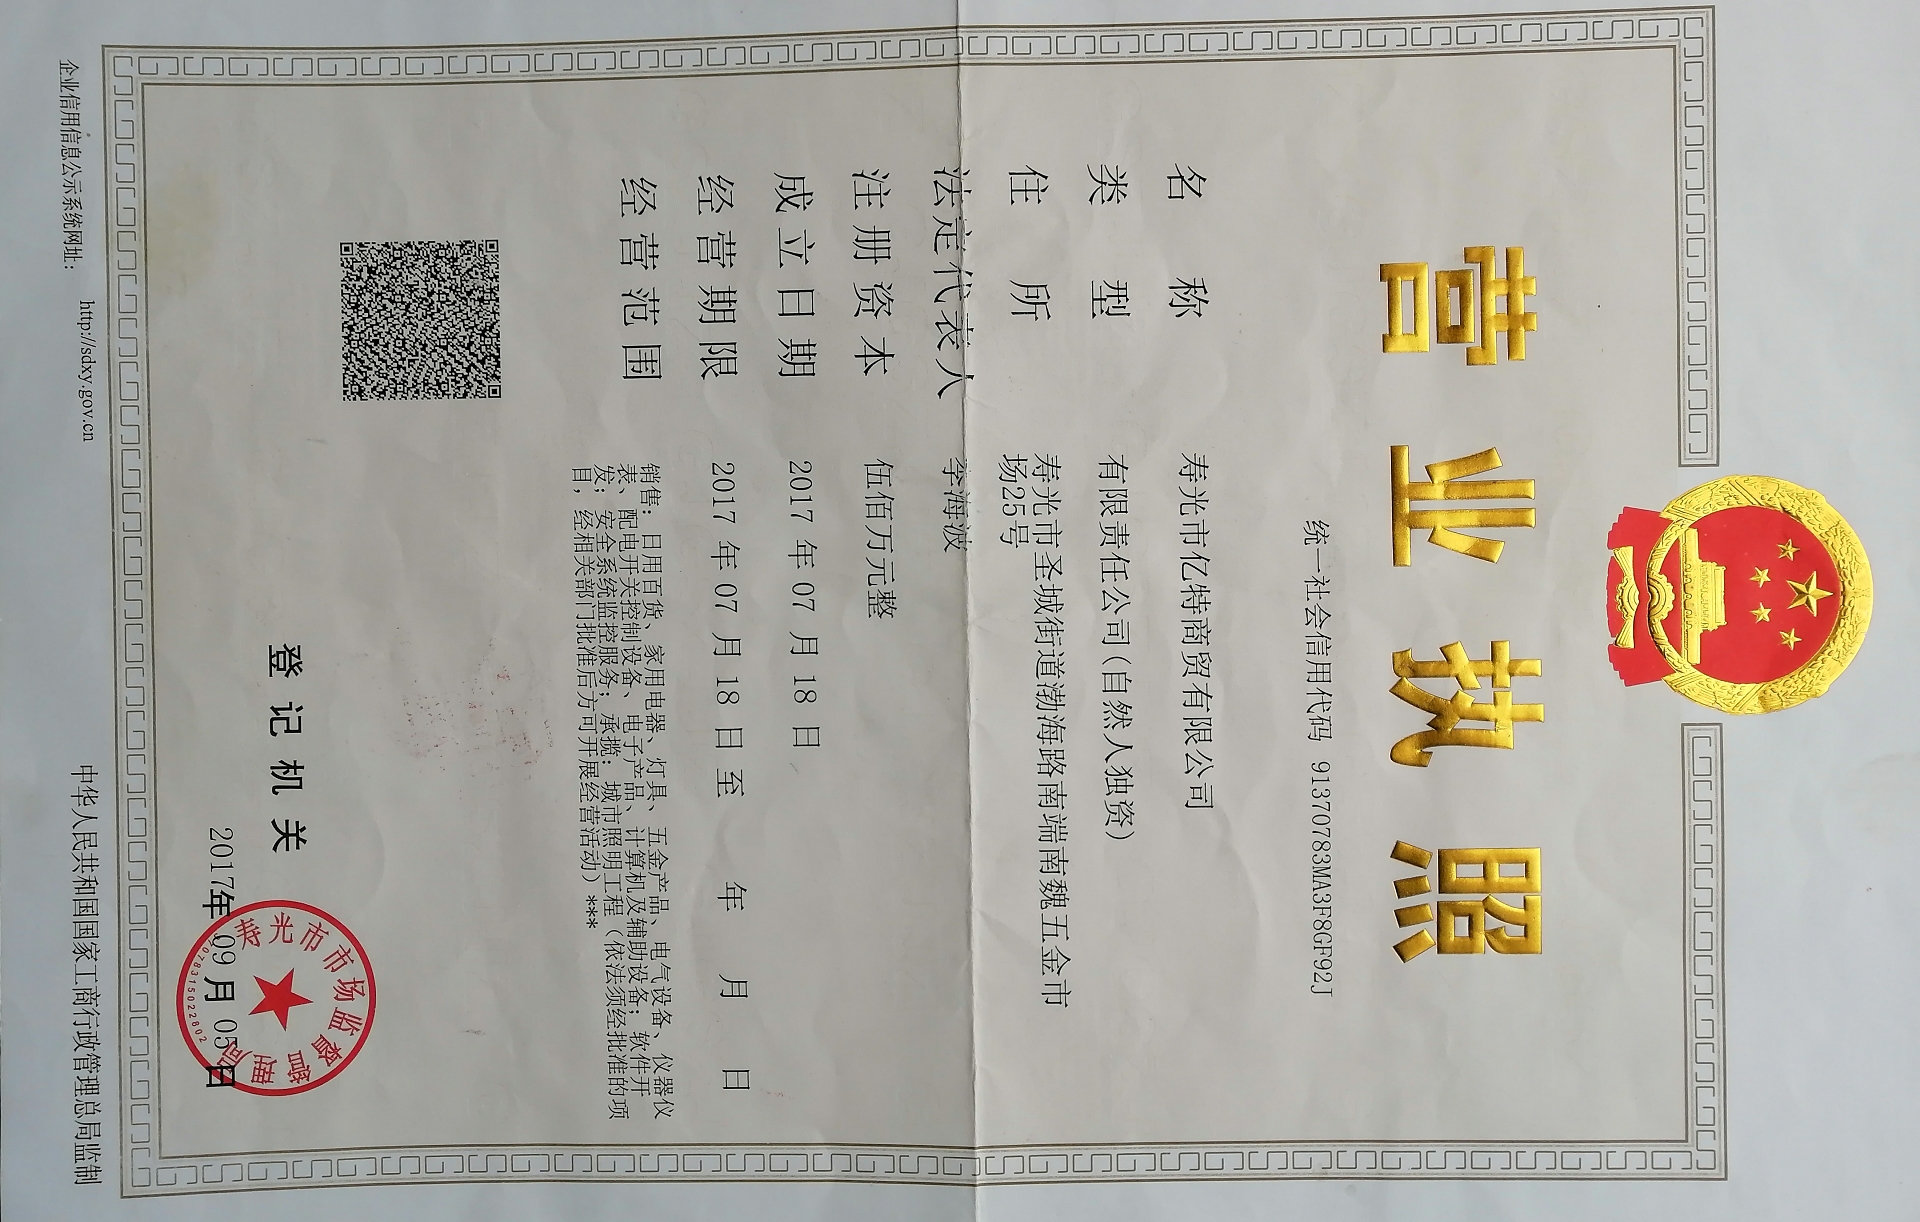 营业执照
统一社会信用代码 91370783MA3F8GF92J
名称 寿光市亿特商贸有限公司
类型 有限责任公司(自然人独资)
住所 寿光市圣城街道渤海路南端南魏五金市
场25号
法定代表人 李海波
注册资本 伍佰万元整
成立日期 2017年07月18日
经营期限 2017年07月18日至 年 月 日
经营范围 销售：日用百货、家用电器、灯具、五金产品、电气设备、仪器仪
表、配电开关控制设备、电子产品、计算机及辅助设备；软件开
发；安全系统监控服务；承揽：城市照明工程（依法须经批准的项
目，经相关部门批准后方可开展经营活动）***
登记机关
寿光市市场监督管理局
2017年09月05日
企业信用信息公示系统网址： http://sdxy.gov.cn
中华人民共和国国家工商行政管理总局监制